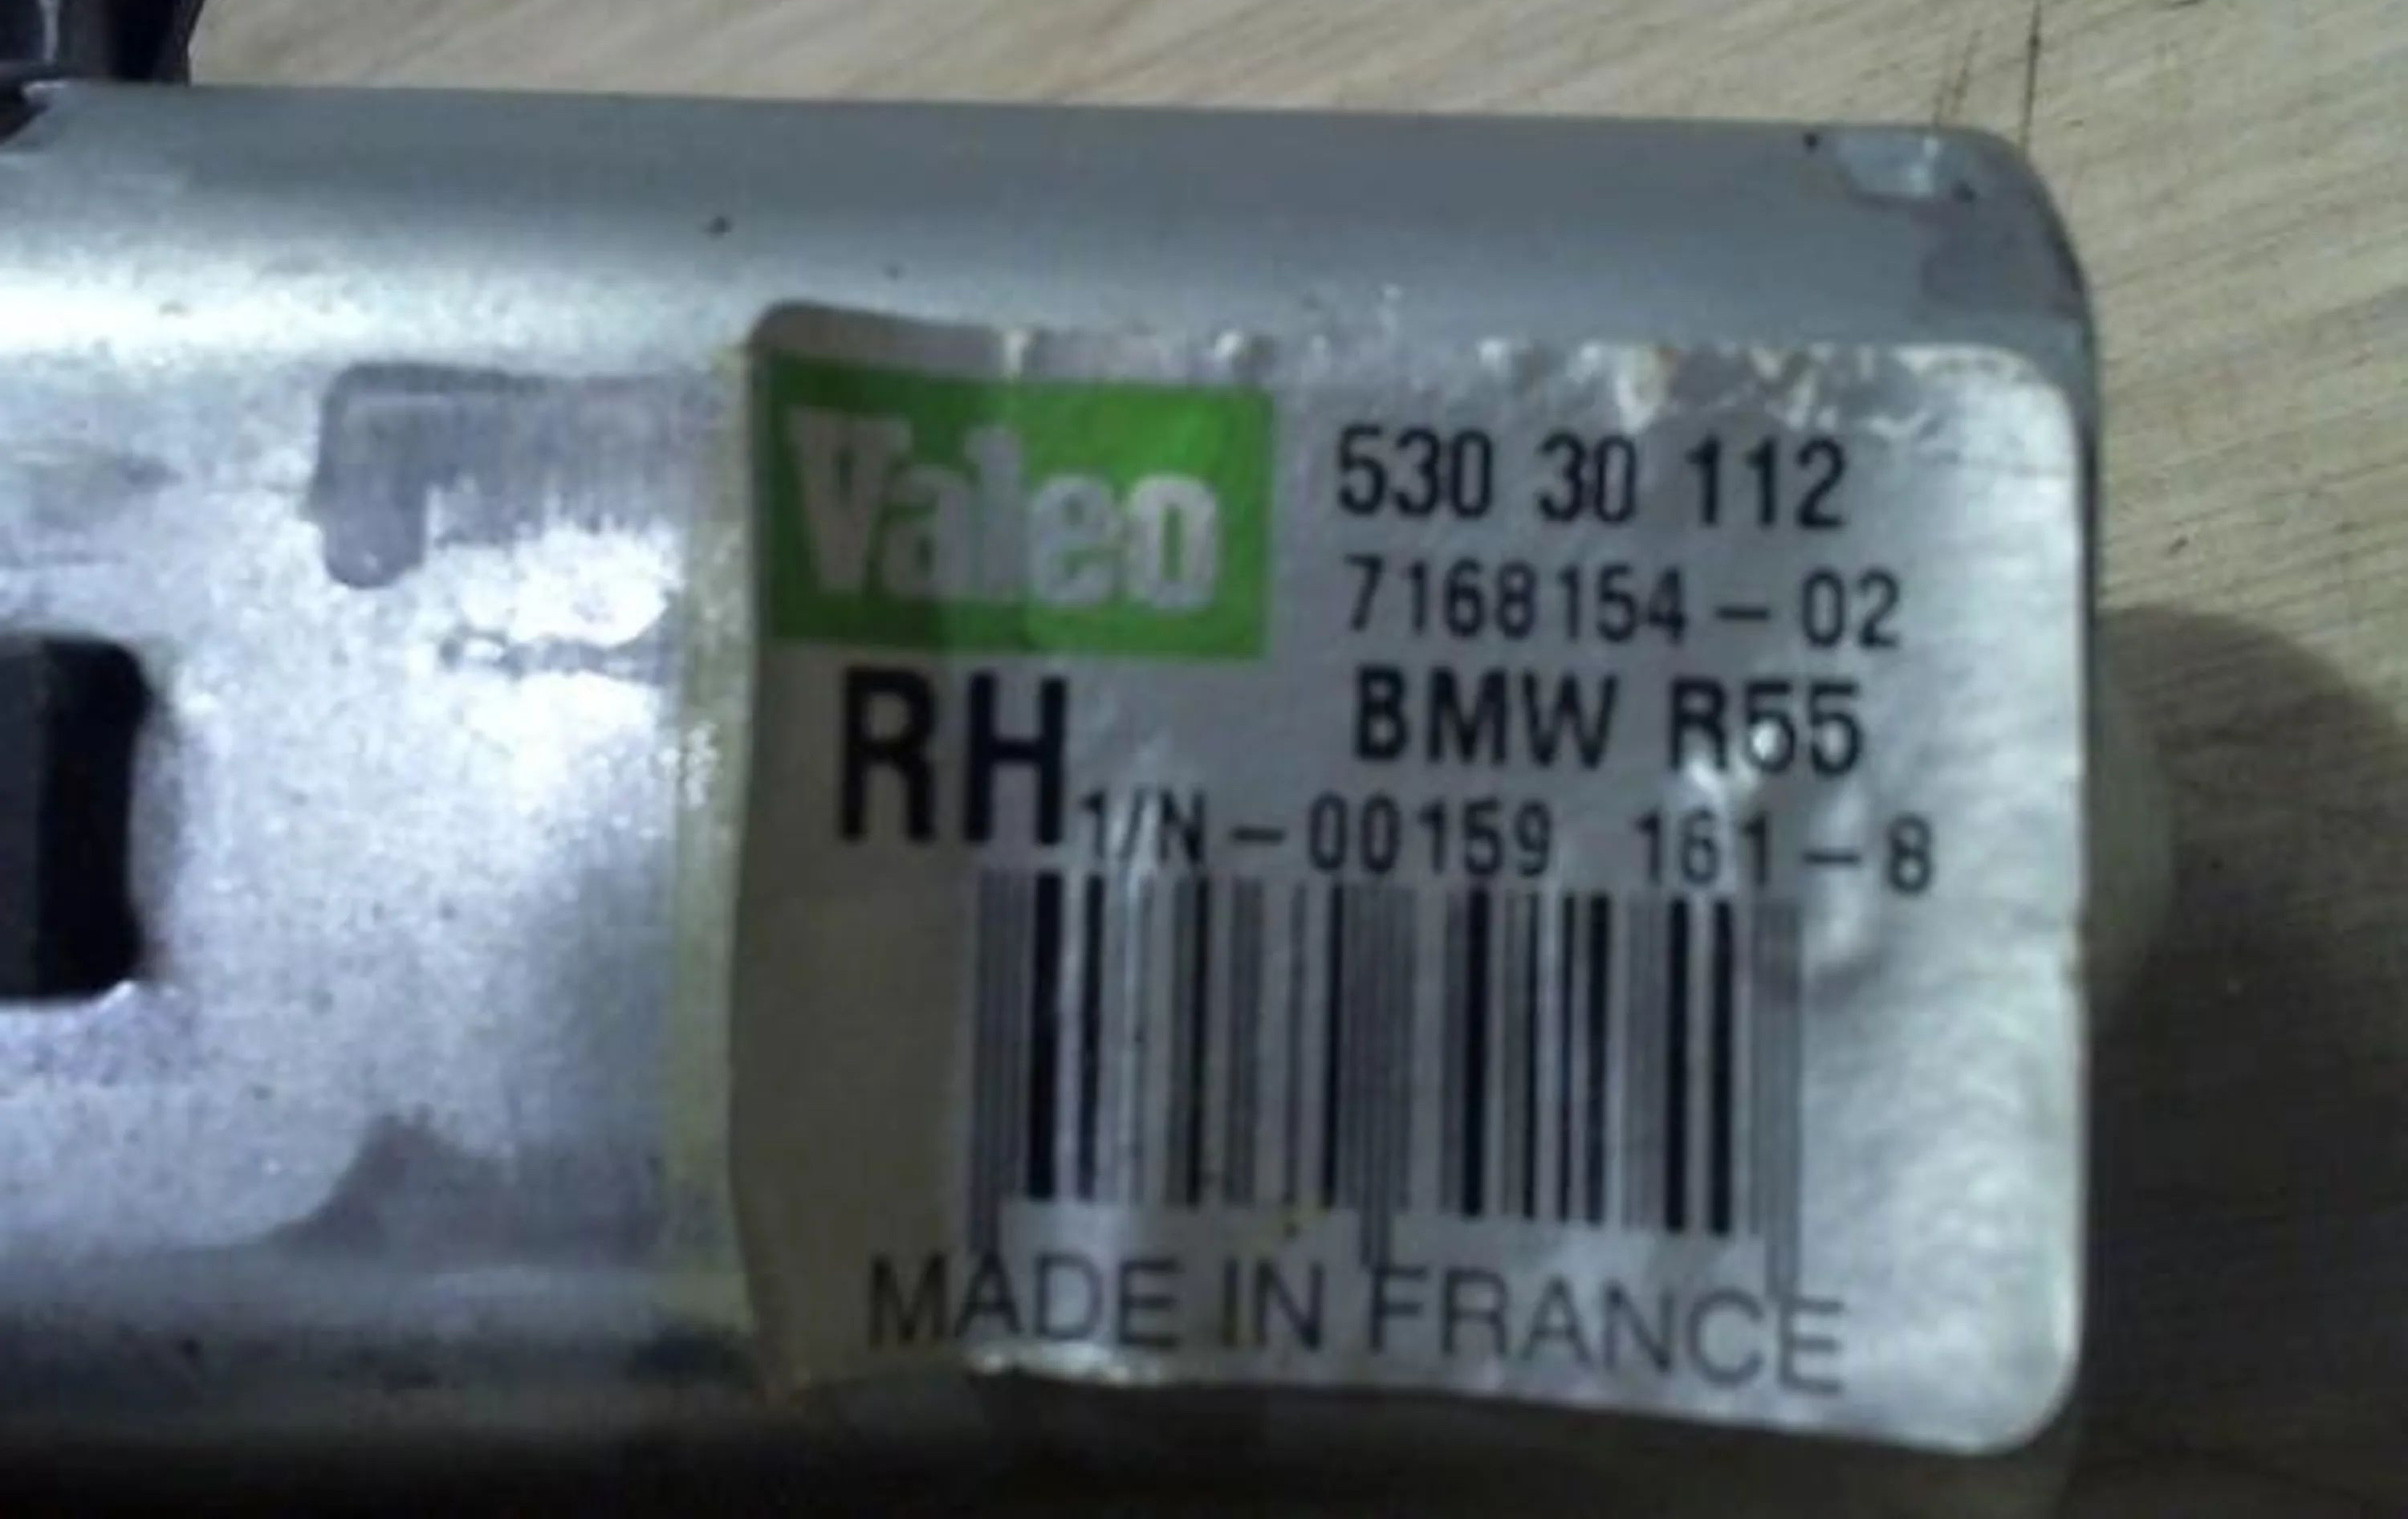 Valeo
530 30 112
7168154-02
RH
BMW R55
1/N-00159 161-8
MADE IN FRANCE